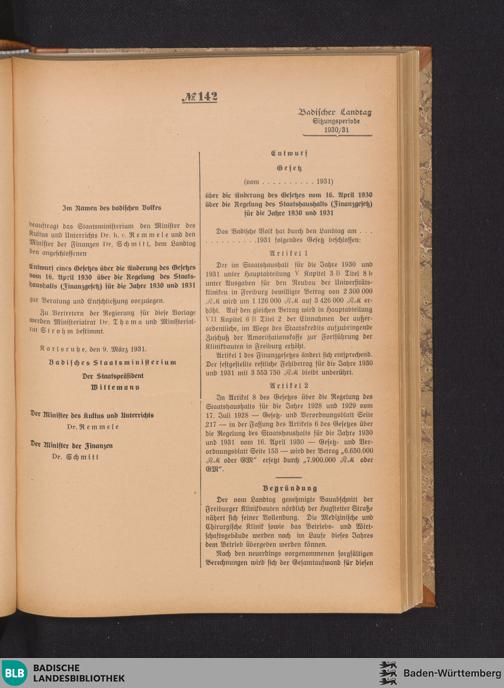 № 142
Badischer Landtag
Sitzungsperiode
1930/31
Im Namen des badischen Volkes
beauftragt das Staatsministerium den Minister des
Kultus und Unterrichts Dr. h. c. Remmele und den
Minister der Finanzen Dr. Schmitt, dem Landtag
den angeschlossenen
Entwurf eines Gesetzes über die Änderung des Gesetzes
vom 16. April 1930 über die Regelung des Staats-
haushalts (Finanzgesetz) für die Jahre 1930 und 1931
zur Beratung und Entschließung vorzulegen.
Zu Vertretern der Regierung für diese Vorlage
werden Ministerialrat Dr. Thoma und Ministerial-
rat Strohm bestimmt.
Karlsruhe, den 9. März 1931.
Badisches Staatsministerium
Der Staatspräsident
Wittemann
Der Minister des Kultus und Unterrichts
Dr. Remmele
Der Minister der Finanzen
Dr. Schmitt
Entwurf
Gesetz
(vom . . . . . . . . . . 1931)
über die Änderung des Gesetzes vom 16. April 1930
über die Regelung des Staatshaushalts (Finanzgesetz)
für die Jahre 1930 und 1931
Das Badische Volk hat durch den Landtag am . . .
. . . . . . . . . . .1931 folgendes Gesetz beschlossen:
Artikel 1
Der im Staatshaushalt für die Jahre 1930 und
1931 unter Hauptabteilung V Kapitel 3 B Titel 8 b
unter Ausgaben für den Neubau der Universitäts-
kliniken in Freiburg bewilligte Betrag von 2 300 000
RM wird um 1 126 000 RM auf 3 426 000 RM er-
höht. Auf den gleichen Betrag wird in Hauptabteilung
VII Kapitel 6 B Titel 2 der Einnahmen der außer-
ordentliche, im Wege des Staatskredits aufzubringende
Zuschuß der Amortisationskasse zur Fortführung der
Klinikbauten in Freiburg erhöht.
Artikel 1 des Finanzgesetzes ändert sich entsprechend.
Der festgestellte restliche Fehlbetrag für die Jahre 1930
und 1931 mit 3 553 750 RM bleibt unberührt.
Artikel 2
In Artikel 8 des Gesetzes über die Regelung des
Staatshaushalts für die Jahre 1928 und 1929 vom
17. Juli 1928 — Gesetz- und Verordnungsblatt Seite
217 — in der Fassung des Artikels 6 des Gesetzes über
die Regelung des Staatshaushalts für die Jahre 1930
und 1931 vom 16. April 1930 — Gesetz- und Ver-
ordnungsblatt Seite 153 — wird der Betrag „6.650.000
RM oder GM“ ersetzt durch „7.900.000 RM oder
GM“.
Begründung
Der vom Landtag genehmigte Bauabschnitt der
Freiburger Klinikbauten nördlich der Hugstetter Straße
nähert sich seiner Vollendung. Die Medizinische und
Chirurgische Klinik sowie das Betriebs- und Wirt-
schaftsgebäude werden noch im Laufe dieses Jahres
dem Betrieb übergeben werden können.
Nach den neuerdings vorgenommenen sorgfältigen
Berechnungen wird sich der Gesamtaufwand für diesen
BLB
BADISCHE
LANDESBIBLIOTHEK
Baden-Württemberg